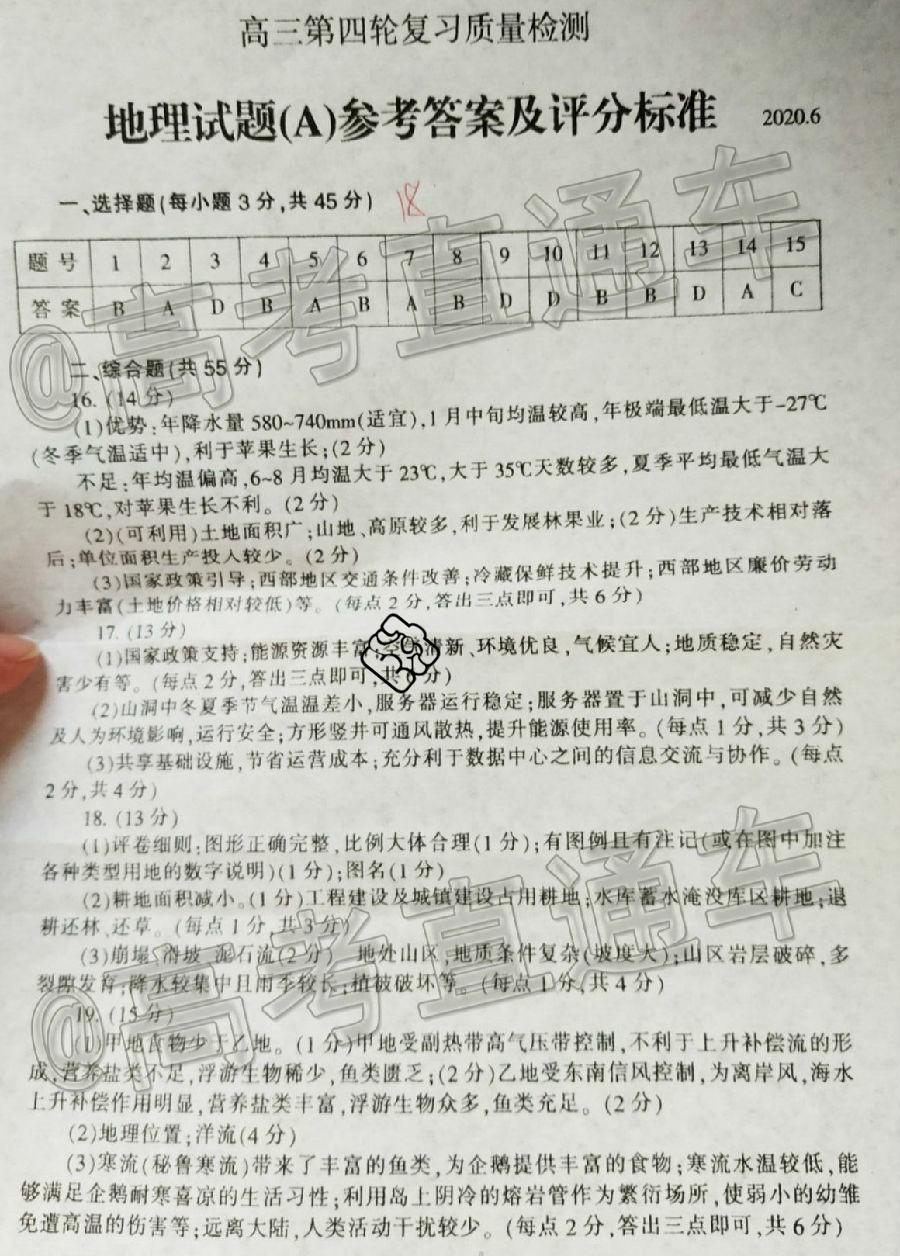 高三第四轮复习质量检测
地理试题(A)参考答案及评分标准 2020.6
一、选择题(每小题3分,共45分) 18
题号 1 2 3 4 5 6 7 8 9 10 11 12 13 14 15
答案 B A D B A B A B D D B B D A C
二、综合题(共55分)
16. (14分)
(1)优势:年降水量580~740mm(适宜),1月中旬均温较高,年极端最低温大于-27℃
(冬季气温适中),利于苹果生长;(2分)
不足:年均温偏高,6~8月均温大于23℃,大于35℃天数较多,夏季平均最低气温大
于18℃,对苹果生长不利。(2分)
(2)(可利用)土地面积广;山地、高原较多,利于发展林果业;(2分)生产技术相对落
后;单位面积生产投入较少。(2分)
(3)国家政策引导;西部地区交通条件改善;冷藏保鲜技术提升;西部地区廉价劳动
力丰富(土地价格相对较低)等。(每点2分,答出三点即可,共6分)
17. (13分)
(1)国家政策支持;能源资源丰富;空气清新、环境优良,气候宜人;地质稳定,自然灾
害少有等。(每点2分,答出三点即可,共6分)
(2)山洞中冬夏季节气温温差小,服务器运行稳定;服务器置于山洞中,可减少自然
及人为环境影响,运行安全;方形竖井可通风散热,提升能源使用率。(每点1分,共3分)
(3)共享基础设施,节省运营成本;充分利于数据中心之间的信息交流与协作。(每点
2分,共4分)
18. (13分)
(1)评卷细则:图形正确完整,比例大体合理(1分);有图例且有注记(或在图中加注
各种类型用地的数字说明)(1分);图名(1分)
(2)耕地面积减小。(1分)工程建设及城镇建设占用耕地;水库蓄水淹没库区耕地;退
耕还林、还草。(每点1分,共3分)
(3)崩塌、滑坡、泥石流(2分) 地处山区,地质条件复杂(坡度大);山区岩层破碎,多
裂隙发育;降水较集中且雨季较长;植被破坏等。(每点1分,共4分)
19. (15分)
(1)甲地食物少于乙地。(1分)甲地受副热带高气压带控制,不利于上升补偿流的形
成,营养盐类不足,浮游生物稀少,鱼类匮乏;(2分)乙地受东南信风控制,为离岸风,海水
上升补偿作用明显,营养盐类丰富,浮游生物众多,鱼类充足。(2分)
(2)地理位置;洋流(4分)
(3)寒流(秘鲁寒流)带来了丰富的鱼类,为企鹅提供丰富的食物;寒流水温较低,能
够满足企鹅耐寒喜凉的生活习性;利用岛上阴冷的熔岩管作为繁衍场所,使弱小的幼雏
免遭高温的伤害等;远离大陆,人类活动干扰较少。(每点2分,答出三点即可,共6分)
@高考直通车
@高考直通车